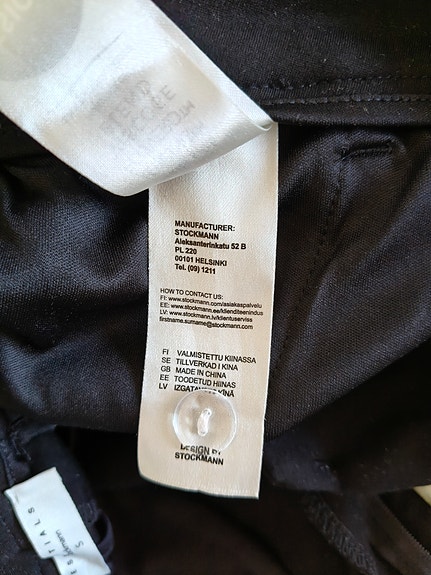 MANUFACTURER:
STOCKMANN
Aleksanterinkatu 52 B
PL 220
00101 HELSINKI
Tel. (09) 1211
HOW TO CONTACT US:
FI: www.stockmann.com/asiakaspalvelu
EE: www.stockmann.ee/klienditeenindus
LV: www.stockmann.lv/klientuserviss
firstname.surname@stockmann.com
FI VALMISTETTU KIINASSA
SE TILLVERKAD I KINA
GB MADE IN CHINA
EE TOODETUD HIINAS
LV
DESIGN BY
STOCKMANN
S